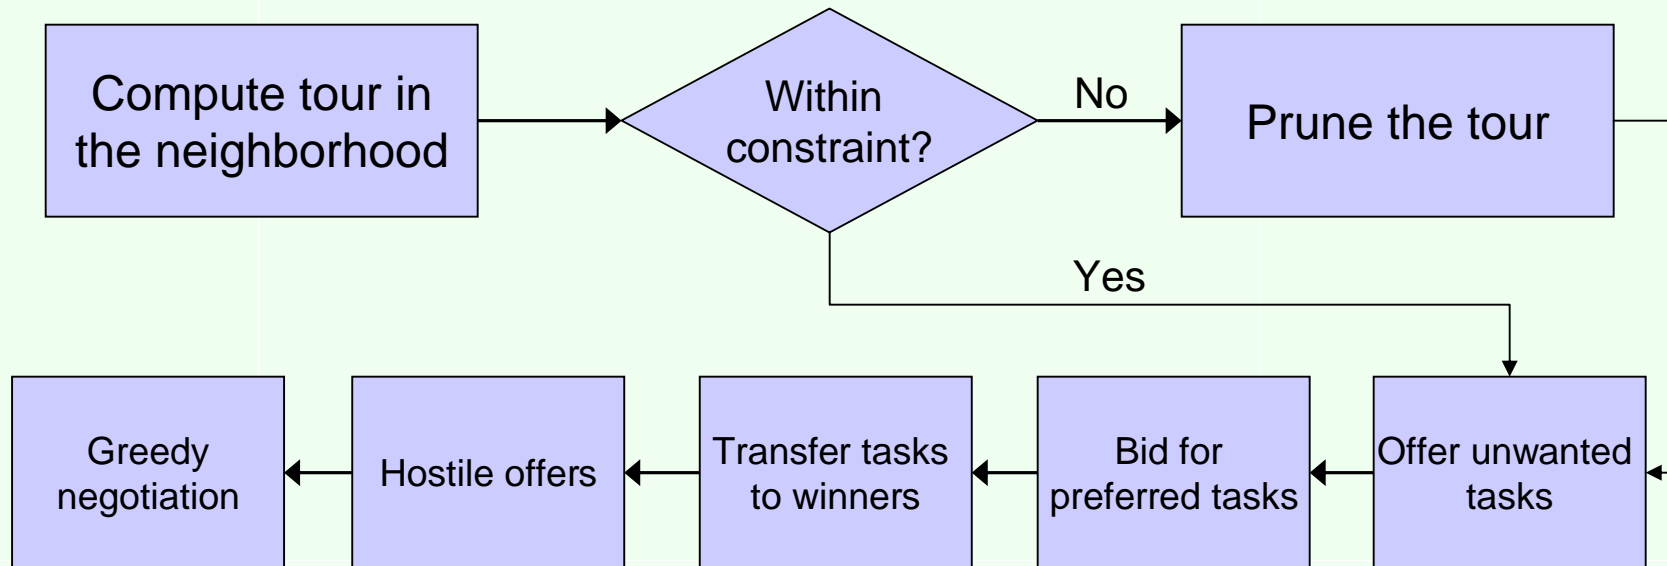 Compute tour in
the neighborhood
Within
constraint?
No
Prune the tour
Yes
Greedy
negotiation
Hostile offers
Transfer tasks
to winners
Bid for
preferred tasks
Offer unwanted
tasks